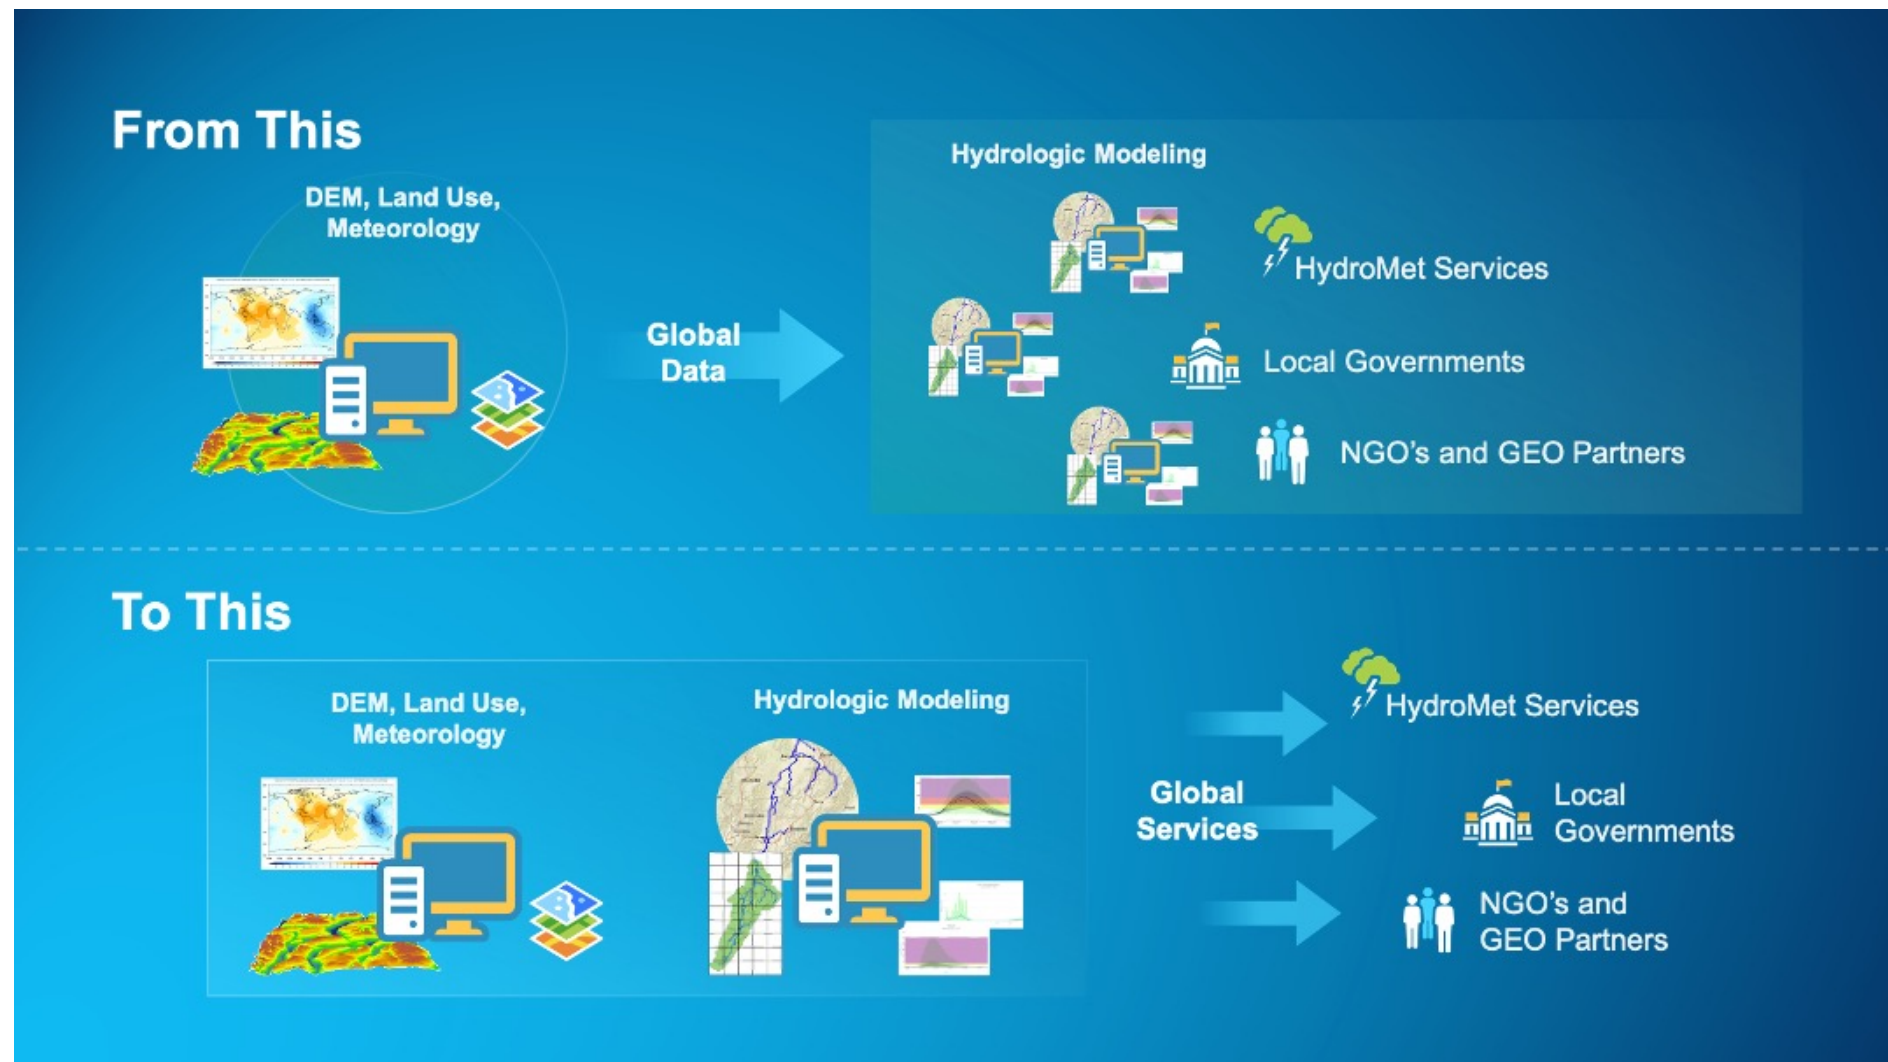 From This
DEM, Land Use,
Meteorology
Global
Data
Hydrologic Modeling
HydroMet Services
Local Governments
NGO's and GEO Partners
To This
DEM, Land Use,
Meteorology
Hydrologic Modeling
Global
Services
HydroMet Services
Local
Governments
NGO's and
GEO Partners